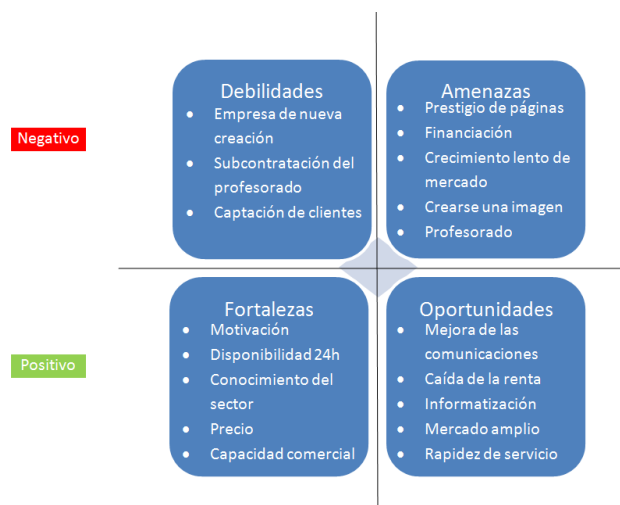 Negativo
Debilidades
• Empresa de nueva
creación
• Subcontratación del
profesorado
• Captación de clientes
Amenazas
• Prestigio de páginas
• Financiación
• Crecimiento lento de
mercado
• Crearse una imagen
• Profesorado
Positivo
Fortalezas
• Motivación
• Disponibilidad 24h
• Conocimiento del
sector
• Precio
• Capacidad comercial
Oportunidades
• Mejora de las
comunicaciones
• Caída de la renta
• Informatización
• Mercado amplio
• Rapidez de servicio